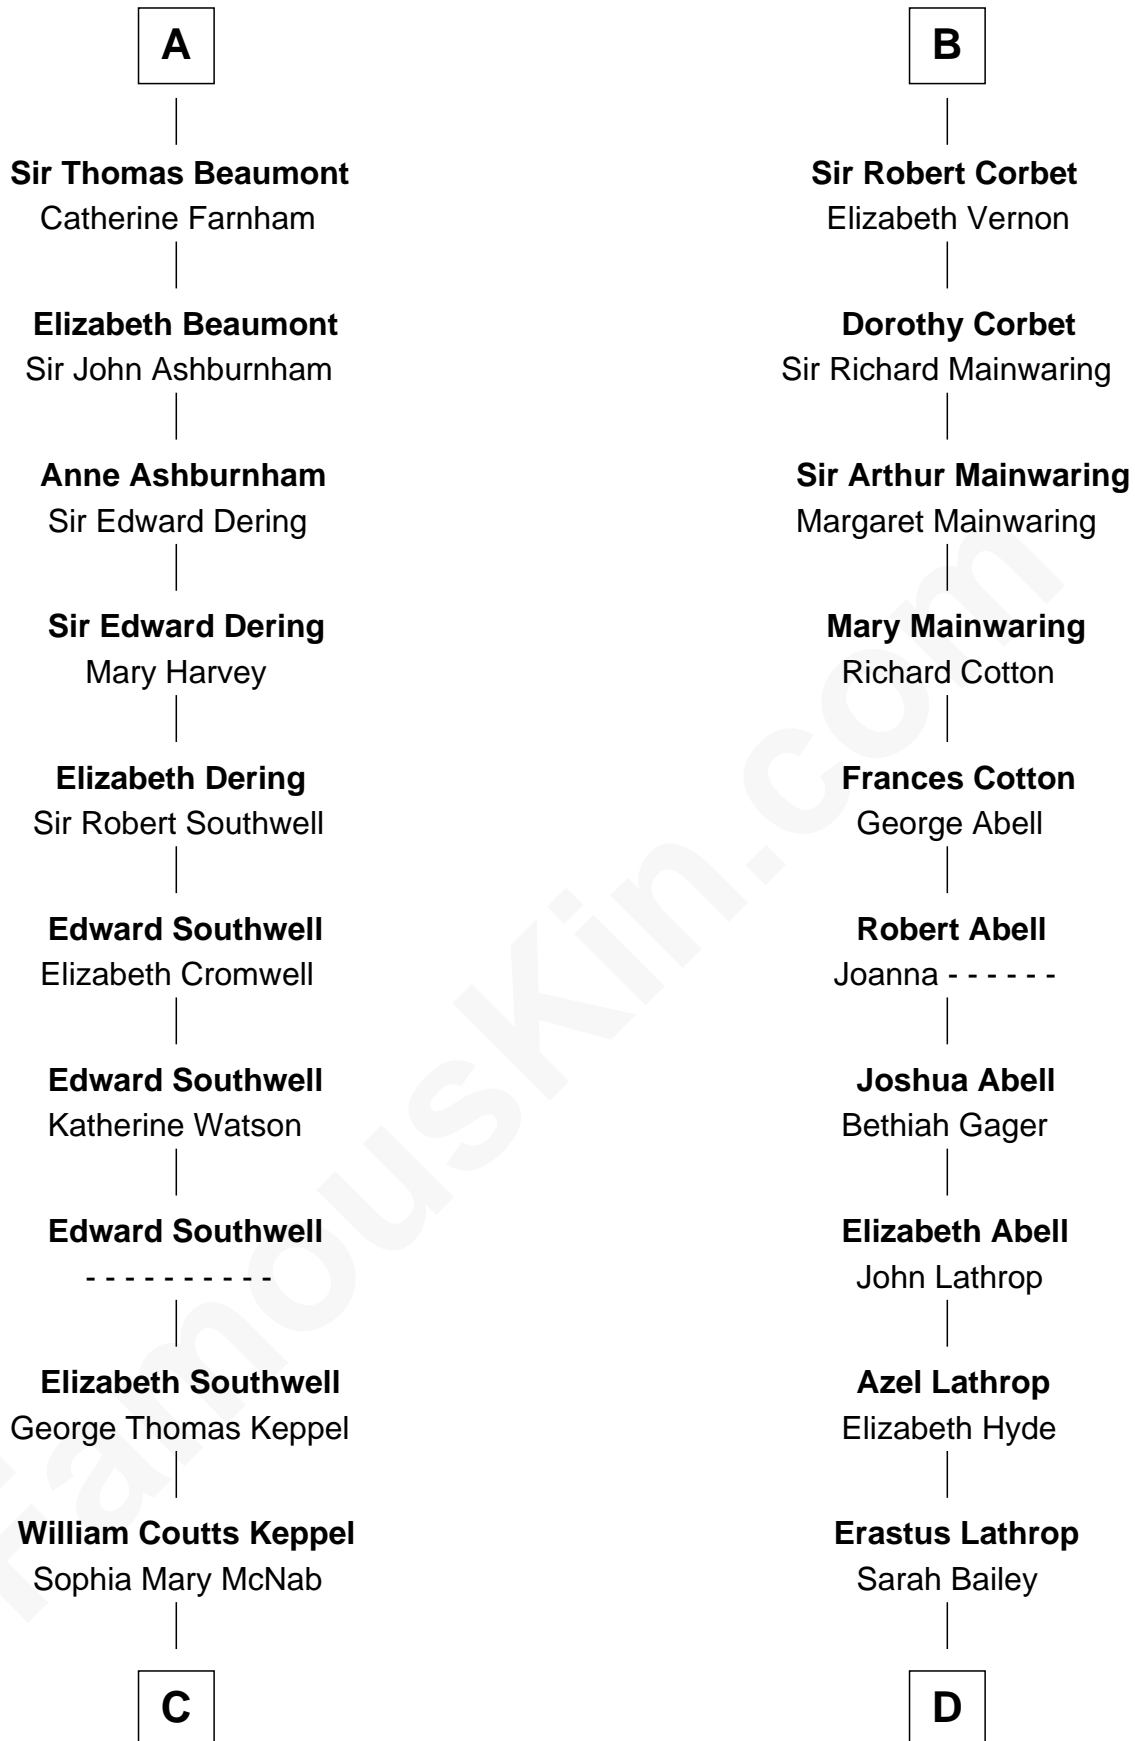 A
Sir Thomas Beaumont
Catherine Farnham
Elizabeth Beaumont
Sir John Ashburnham
Anne Ashburnham
Sir Edward Dering
Sir Edward Dering
Mary Harvey
Elizabeth Dering
Sir Robert Southwell
Edward Southwell
Elizabeth Cromwell
Edward Southwell
Katherine Watson
Edward Southwell
- - - - - - - - - -
Elizabeth Southwell
George Thomas Keppel
William Coutts Keppel
Sophia Mary McNab
C
B
Sir Robert Corbet
Elizabeth Vernon
Dorothy Corbet
Sir Richard Mainwaring
Sir Arthur Mainwaring
Margaret Mainwaring
Mary Mainwaring
Richard Cotton
Frances Cotton
George Abell
Robert Abell
Joanna - - - - - -
Joshua Abell
Bethiah Gager
Elizabeth Abell
John Lathrop
Azel Lathrop
Elizabeth Hyde
Erastus Lathrop
Sarah Bailey
D
FamousKin.com